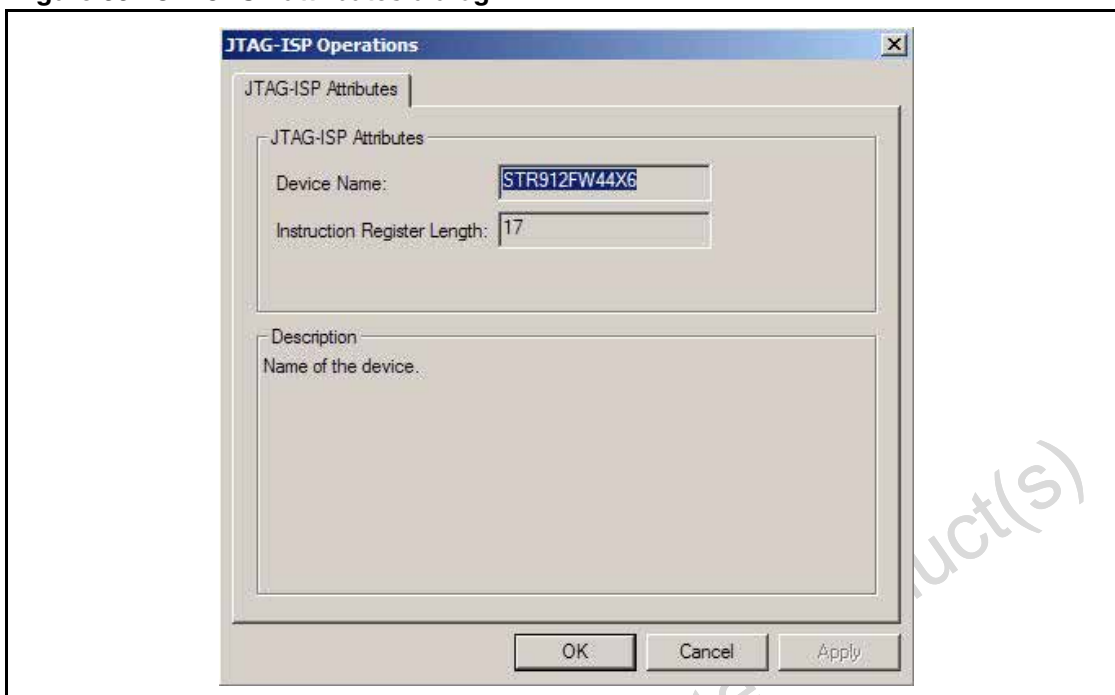 JTAG-ISP Operations
JTAG-ISP Attributes
JTAG-ISP Attributes
Device Name: STR912FW44X6
Instruction Register Length: 17
Description
Name of the device.
OK Cancel Apply